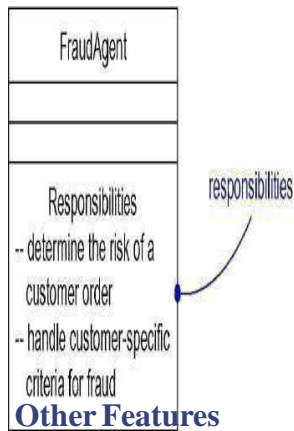 FraudAgent
responsibilities
Responsibilities
-- determine the risk of a
customer order
-- handle customer-specific
criteria for fraud
Other Features